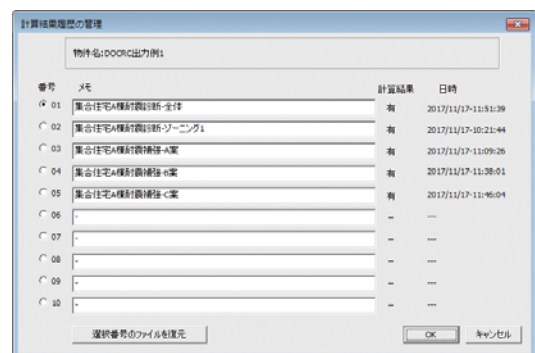 計算結果履歴の管理
物件名:DOCRC出力例1
番号 メモ 計算結果 日時
01 集合住宅A棟耐震診断-全体 有 2017/11/17-11:51:39
02 集合住宅A棟耐震診断-ゾーニング1 有 2017/11/17-10:21:44
03 集合住宅A棟耐震補強-A案 有 2017/11/17-11:09:26
04 集合住宅A棟耐震補強-B案 有 2017/11/17-11:38:01
05 集合住宅A棟耐震補強-C案 有 2017/11/17-11:46:04
06 - -- ---
07 - -- ---
08 - -- ---
09 - -- ---
10 - -- ---
選択番号のファイルを復元 OK キャンセル